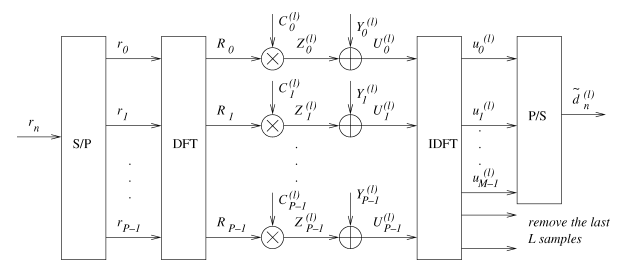 C_0^{(l)} Y_0^{(l)}
r_0 R_0 Z_0^{(l)} U_0^{(l)} u_0^{(l)}
C_1^{(l)} Y_1^{(l)}
r_1 R_1 Z_1^{(l)} U_1^{(l)} u_1^{(l)} \tilde{d}_n^{(l)}
r_n S/P DFT IDFT P/S
C_{P-1}^{(l)} Y_{P-1}^{(l)} u_{M-1}^{(l)}
r_{P-1} R_{P-1} Z_{P-1}^{(l)} U_{P-1}^{(l)}
remove the last
L samples